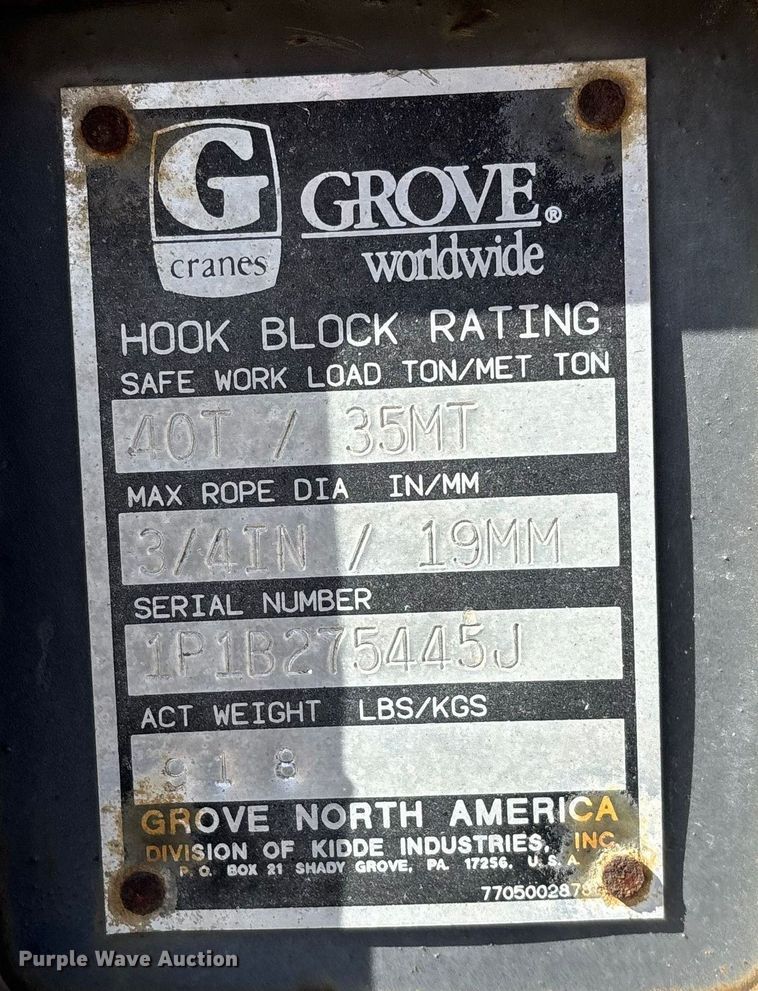 G
cranes
GROVE®
worldwide
HOOK BLOCK RATING
SAFE WORK LOAD TON/MET TON
40T / 35MT
MAX ROPE DIA IN/MM
3/4IN / 19MM
SERIAL NUMBER
1P1B275445J
ACT WEIGHT LBS/KGS
918
GROVE NORTH AMERICA
DIVISION OF KIDDE INDUSTRIES, INC.
P.O. BOX 21 SHADY GROVE, PA. 17256, U.S.A.
Purple Wave Auction